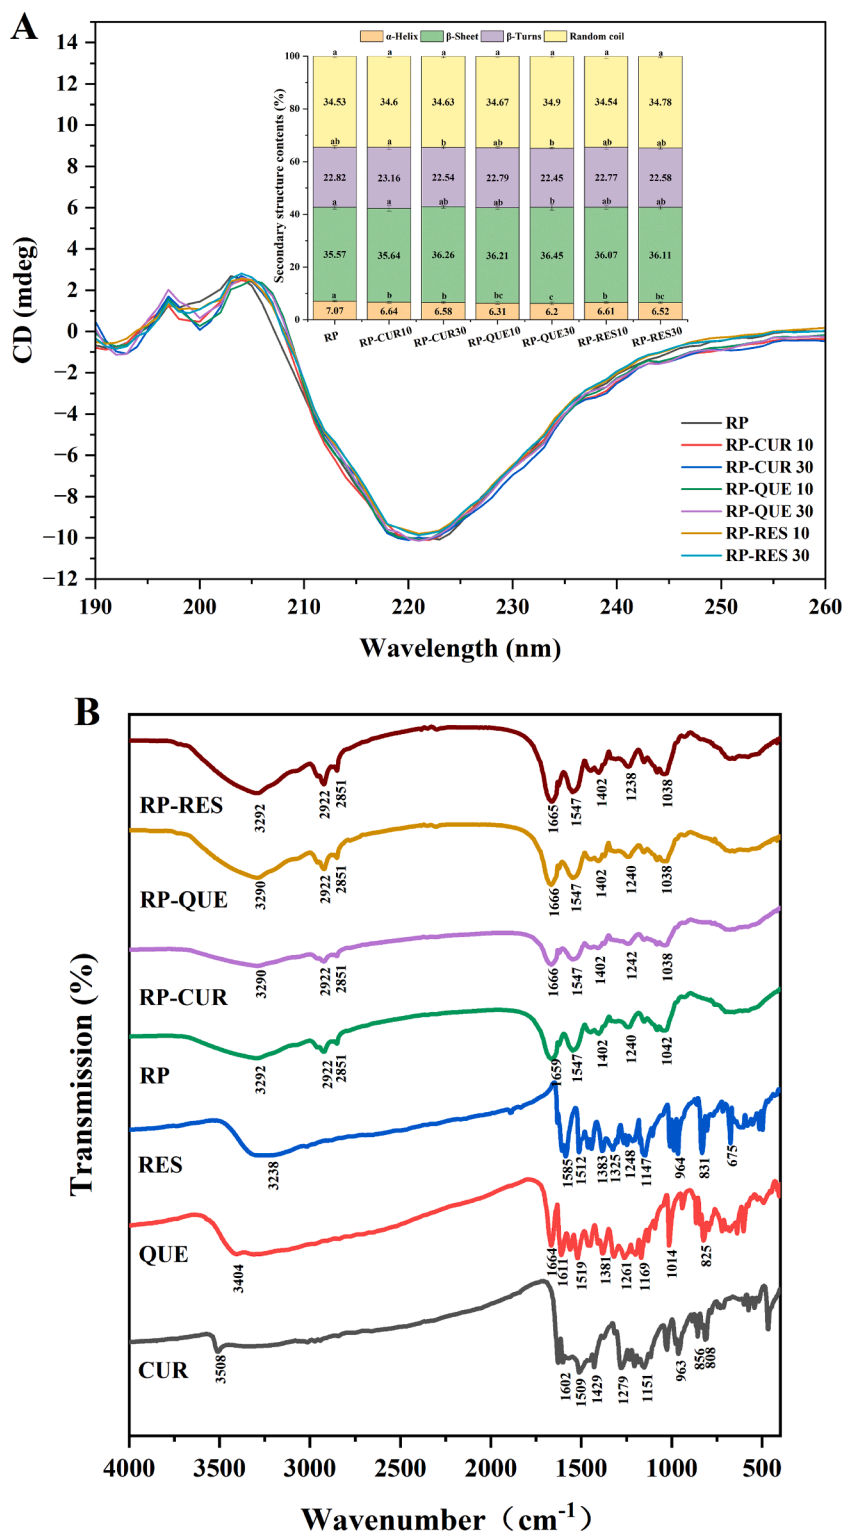 A
α-Helix β-Sheet β-Turns Random coil
Secondary structure contents (%)
100
80
60
40
20
0
a a a a a a a
34.53 34.6 34.63 34.67 34.9 34.54 34.78
ab a b ab b ab ab
22.82 23.16 22.54 22.79 22.45 22.77 22.58
a a ab ab b ab ab
35.57 35.64 36.26 36.21 36.45 36.07 36.11
a b b bc c b bc
7.07 6.64 6.58 6.31 6.2 6.61 6.52
RP RP-CUR10 RP-CUR30 RP-QUE10 RP-QUE30 RP-RES10 RP-RES30
CD (mdeg)
14
12
10
8
6
4
2
0
−2
−4
−6
−8
−10
−12
RP
RP-CUR 10
RP-CUR 30
RP-QUE 10
RP-QUE 30
RP-RES 10
RP-RES 30
190 200 210 220 230 240 250 260
Wavelength (nm)
B
Transmission (%)
RP-RES
3292 2922 2851 1665 1547 1402 1238 1038
RP-QUE
3290 2922 2851 1666 1547 1402 1240 1038
RP-CUR
3290 2922 2851 1666 1547 1402 1242 1038
RP
3292 2922 2851 1659 1547 1402 1240 1042
RES
3238 1585 1512 1383 1325 1248 1147 964 831 675
QUE
3404 1664 1611 1519 1381 1261 1169 1014 825
CUR
3508 1602 1509 1429 1279 1151 963 856 808
4000 3500 3000 2500 2000 1500 1000 500
Wavenumber（cm-1）